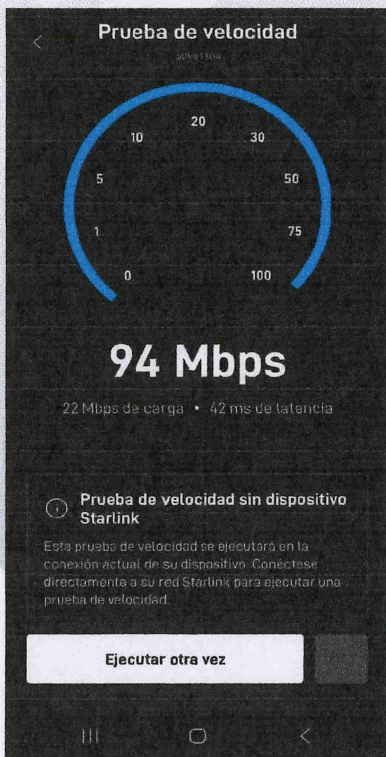 Prueba de velocidad
20
10
30
5
50
1
75
0
100
94 Mbps
22 Mbps de carga • 42 ms de latencia
Prueba de velocidad sin dispositivo
Starlink
Esta prueba de velocidad se ejecutará en la
conexión actual de su dispositivo. Conéctese
directamente a su red Starlink para ejecutar una
prueba de velocidad.
Ejecutar otra vez